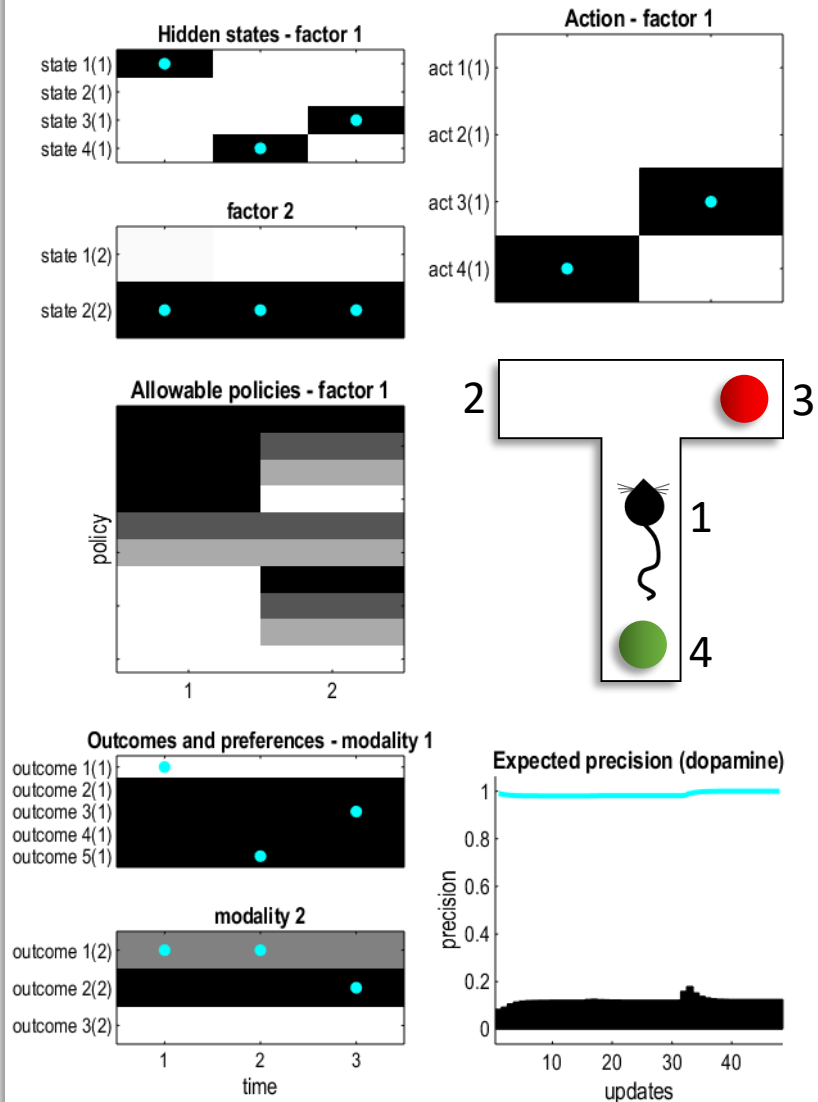 Hidden states - factor 1
state 1(1)
state 2(1)
state 3(1)
state 4(1)
factor 2
state 1(2)
state 2(2)
Allowable policies - factor 1
policy
1 2
Outcomes and preferences - modality 1
outcome 1(1)
outcome 2(1)
outcome 3(1)
outcome 4(1)
outcome 5(1)
modality 2
outcome 1(2)
outcome 2(2)
outcome 3(2)
1 2 3
time
Action - factor 1
act 1(1)
act 2(1)
act 3(1)
act 4(1)
2 3
1
4
Expected precision (dopamine)
precision
1
0.8
0.6
0.4
0.2
0
10 20 30 40
updates